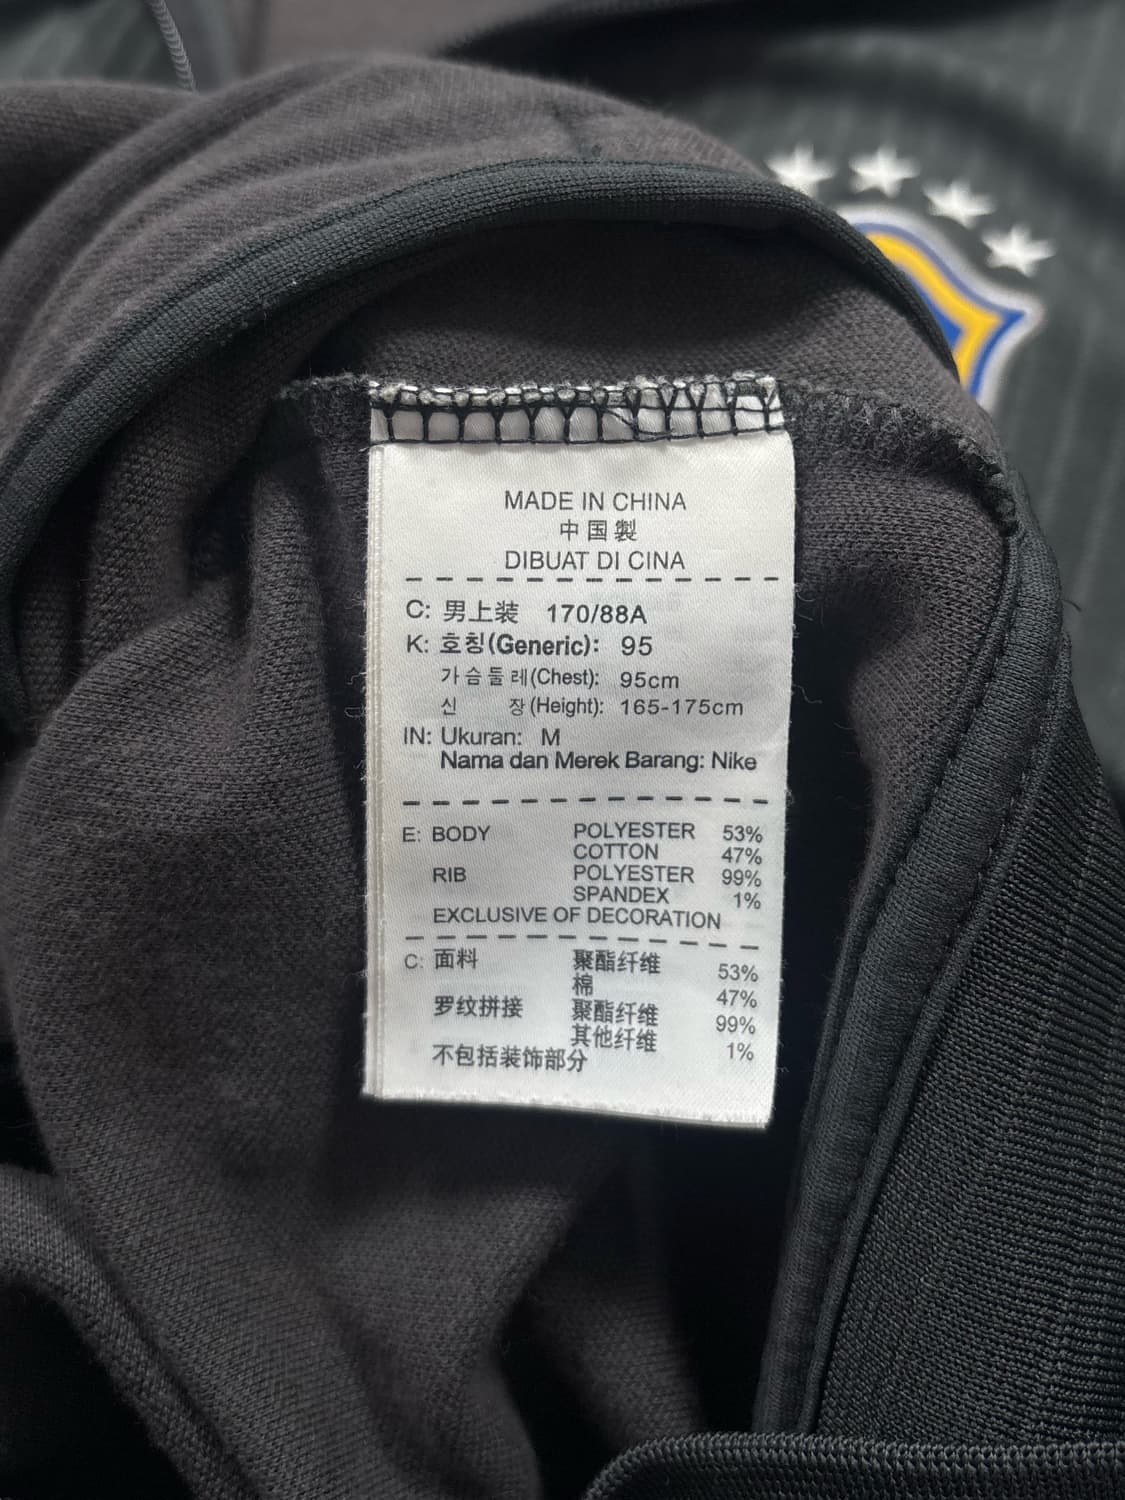 MADE IN CHINA
中国製
DIBUAT DI CINA
C: 男上装 170/88A
K: 호칭(Generic): 95
가슴둘레(Chest): 95cm
신 장(Height): 165-175cm
IN: Ukuran: M
Nama dan Merek Barang: Nike
E: BODY POLYESTER 53%
COTTON 47%
RIB POLYESTER 99%
SPANDEX 1%
EXCLUSIVE OF DECORATION
C: 面料 聚酯纤维 53%
棉 47%
罗纹拼接 聚酯纤维 99%
其他纤维 1%
不包括装饰部分